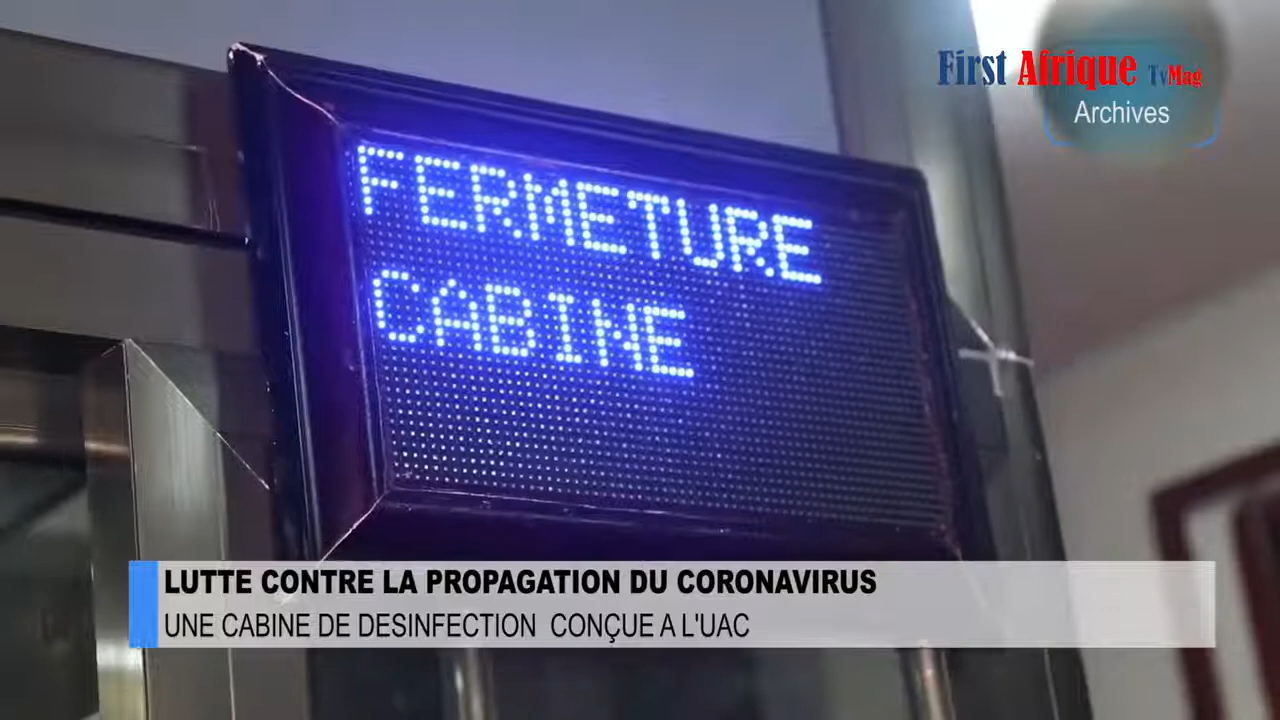 First Afrique TvMag
Archives
FERMETURE
CABINE
LUTTE CONTRE LA PROPAGATION DU CORONAVIRUS
UNE CABINE DE DESINFECTION CONÇUE A L'UAC